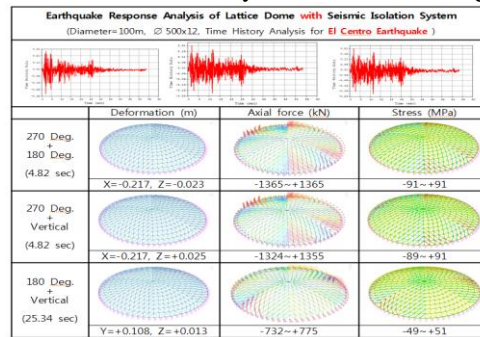 Earthquake Response Analysis of Lattice Dome with Seismic Isolation System
(Diameter=100m, ∅ 500x12, Time History Analysis for El Centro Earthquake )
Deformation (m) Axial force (kN) Stress (MPa)
270 Deg.
+
180 Deg.
(4.82 sec)
X=-0.217, Z=-0.023 -1365~+1365 -91~+91
270 Deg.
+
Vertical
(4.82 sec)
X=-0.217, Z=+0.025 -1324~+1355 -89~+91
180 Deg.
+
Vertical
(25.34 sec)
Y=+0.108, Z=+0.013 -732~+775 -49~+51